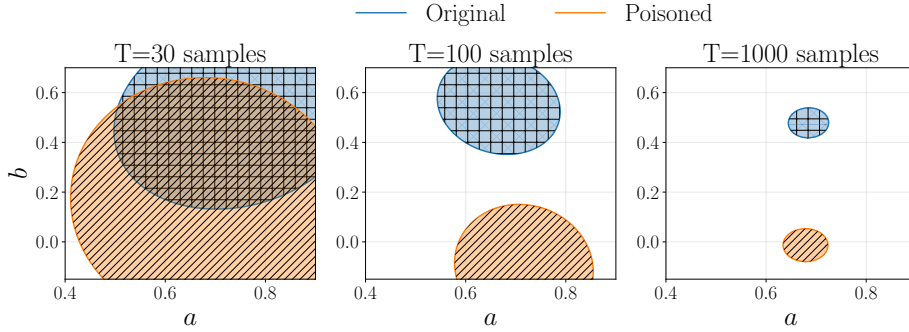 Original Poisoned
T=30 samples T=100 samples T=1000 samples
0.6 0.6 0.6
0.4 0.4 0.4
b
0.2 0.2 0.2
0.0 0.0 0.0
0.4 0.6 0.8 0.4 0.6 0.8 0.4 0.6 0.8
a a a